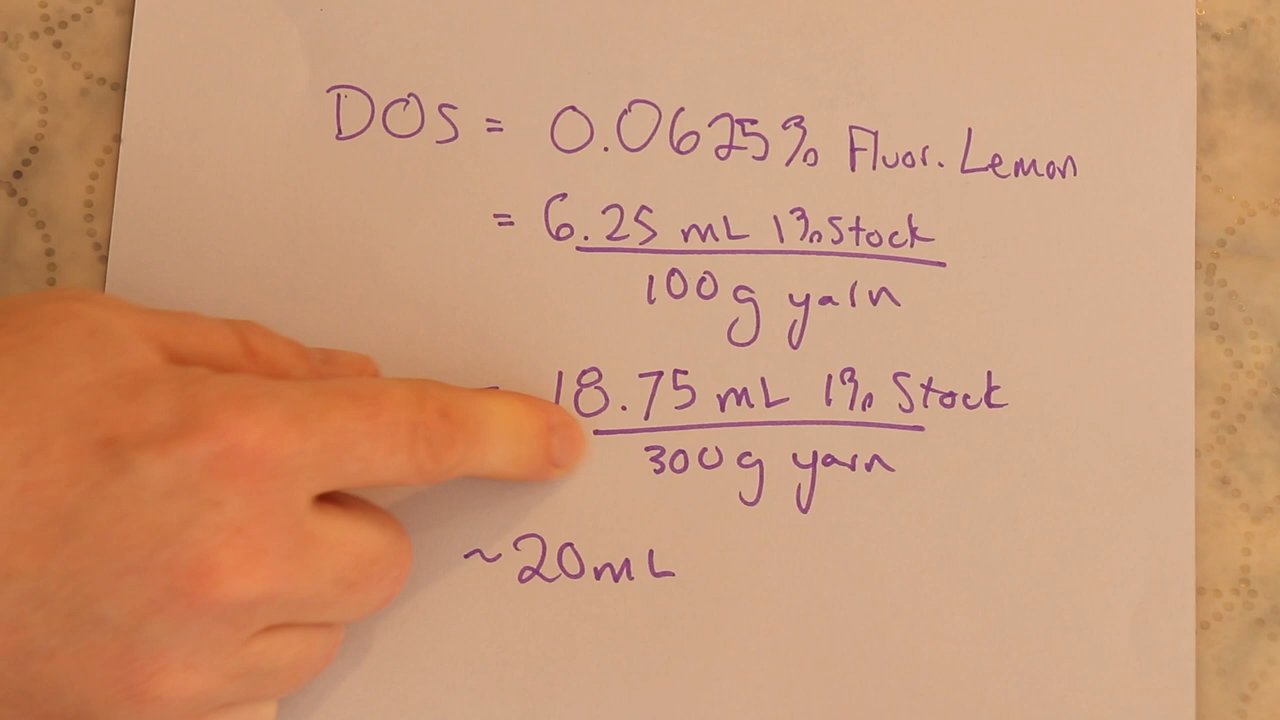 DOS = 0.0625% Fluor. Lemon
= 6.25 mL 1% Stock
100g yarn
= 18.75 mL 1% Stock
300g yarn
~20mL